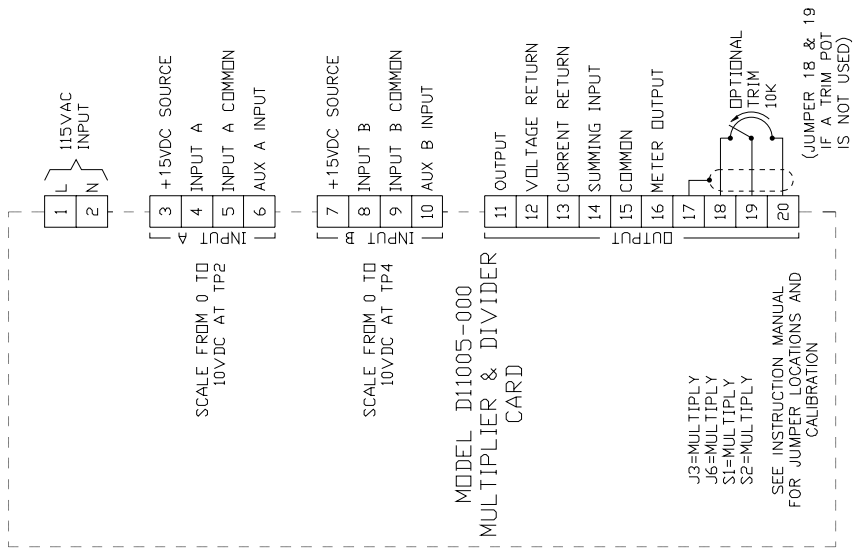 115VAC
INPUT
1 L
2 N
3 +15VDC SOURCE
4 INPUT A
5 INPUT A COMMON
6 AUX A INPUT
INPUT A
SCALE FROM 0 TO
10VDC AT TP2
7 +15VDC SOURCE
8 INPUT B
9 INPUT B COMMON
10 AUX B INPUT
INPUT B
SCALE FROM 0 TO
10VDC AT TP4
MODEL D11005-000
MULTIPLIER & DIVIDER
CARD
11 OUTPUT
12 VOLTAGE RETURN
13 CURRENT RETURN
14 SUMMING INPUT
15 COMMON
16 METER OUTPUT
17
18
19
20
OUTPUT
OPTIONAL
TRIM
10K
(JUMPER 18 & 19
IF A TRIM POT
IS NOT USED)
J3=MULTIPLY
J6=MULTIPLY
S1=MULTIPLY
S2=MULTIPLY
SEE INSTRUCTION MANUAL
FOR JUMPER LOCATIONS AND
CALIBRATION